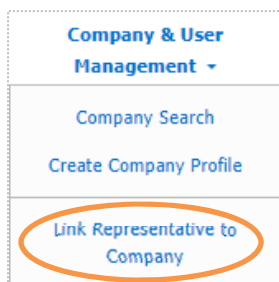 Company & User
Management
Company Search
Create Company Profile
Link Representative to
Company